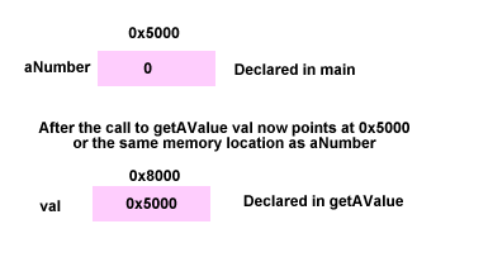 0x5000
aNumber 0 Declared in main
After the call to getAValue val now points at 0x5000
or the same memory location as aNumber
0x8000
val 0x5000 Declared in getAValue